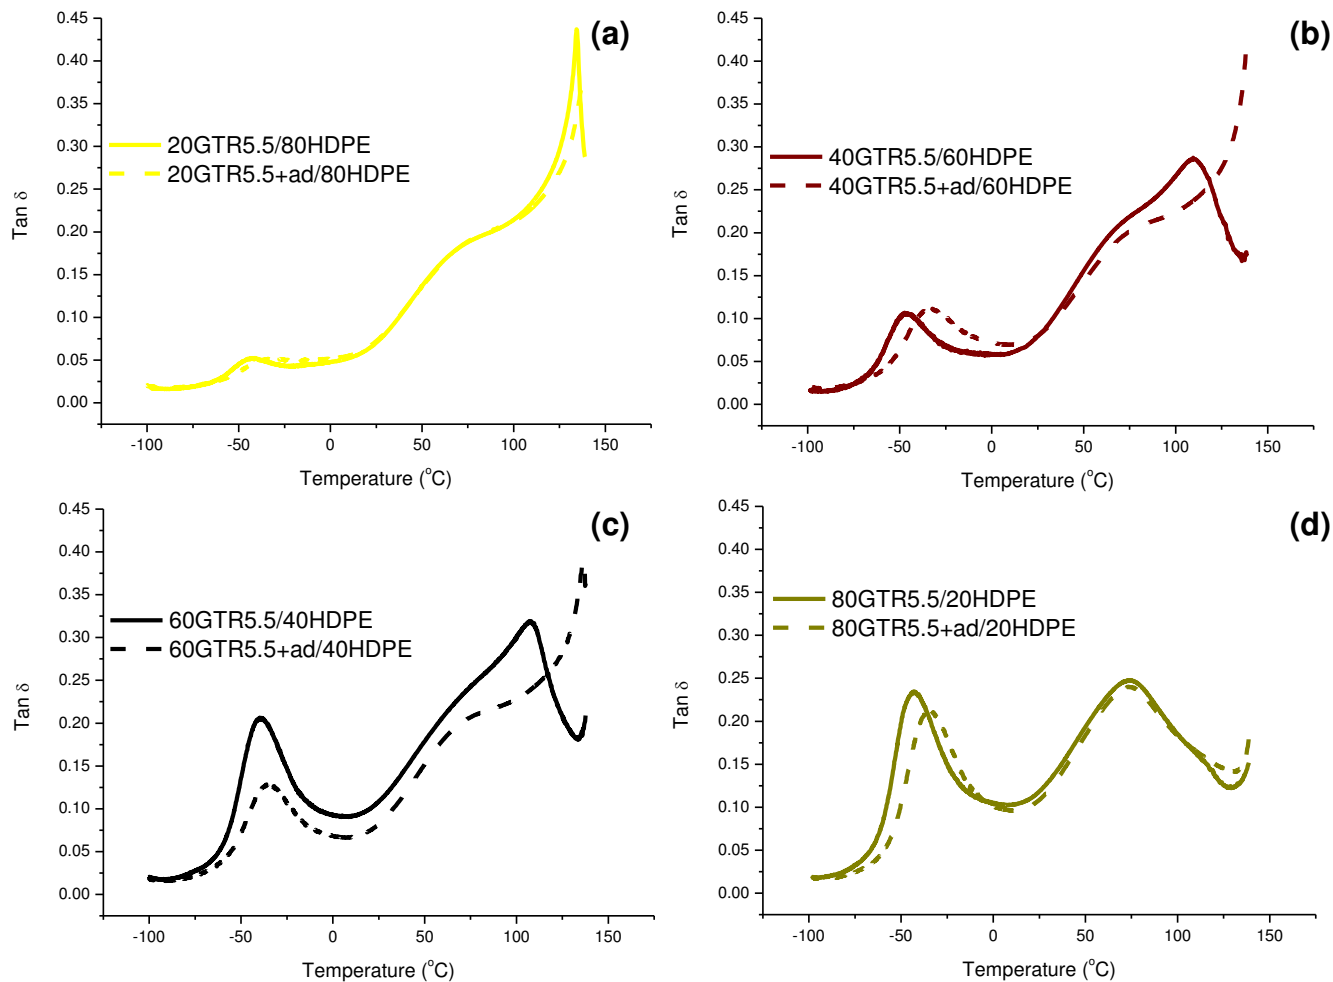 (a)
0.45
0.40
0.35
0.30
0.25
0.20
0.15
0.10
0.05
0.00
Tan δ
20GTR5.5/80HDPE
20GTR5.5+ad/80HDPE
-100 -50 0 50 100 150
Temperature (°C)
(b)
0.45
0.40
0.35
0.30
0.25
0.20
0.15
0.10
0.05
0.00
Tan δ
40GTR5.5/60HDPE
40GTR5.5+ad/60HDPE
-100 -50 0 50 100 150
Temperature (°C)
(c)
0.45
0.40
0.35
0.30
0.25
0.20
0.15
0.10
0.05
0.00
Tan δ
60GTR5.5/40HDPE
60GTR5.5+ad/40HDPE
-100 -50 0 50 100 150
Temperature (°C)
(d)
0.45
0.40
0.35
0.30
0.25
0.20
0.15
0.10
0.05
0.00
Tan δ
80GTR5.5/20HDPE
80GTR5.5+ad/20HDPE
-100 -50 0 50 100 150
Temperature (°C)